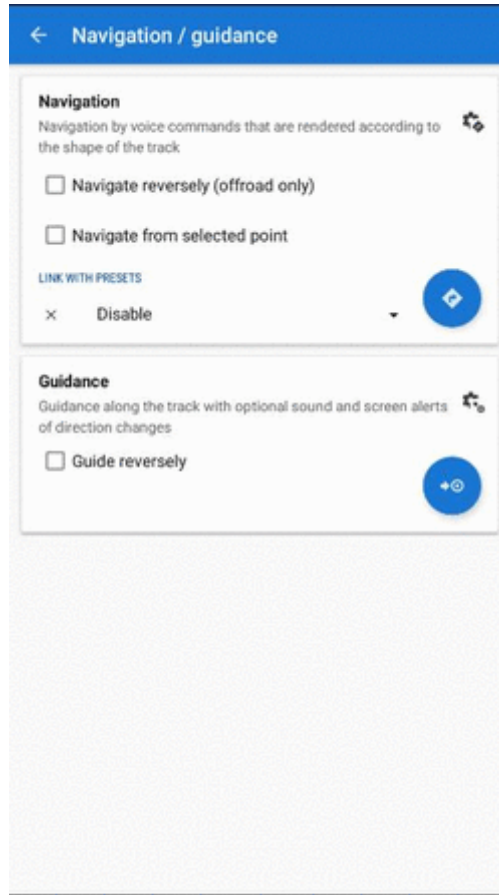 Navigation / guidance
Navigation
Navigation by voice commands that are rendered according to
the shape of the track
Navigate reversely (offroad only)
Navigate from selected point
LINK WITH PRESETS
Disable
Guidance
Guidance along the track with optional sound and screen alerts
of direction changes
Guide reversely